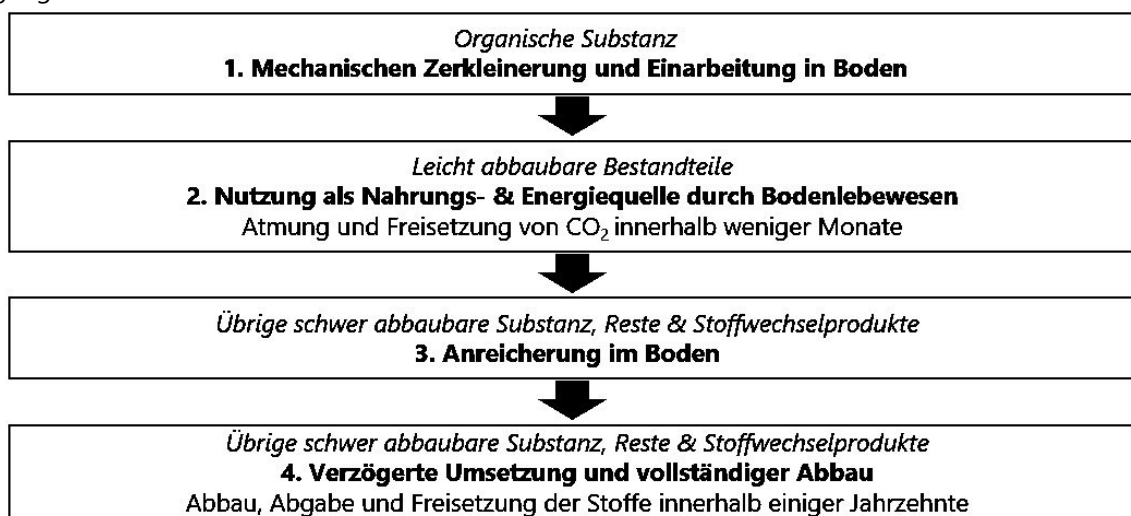 Organische Substanz
1. Mechanischen Zerkleinerung und Einarbeitung in Boden
Leicht abbaubare Bestandteile
2. Nutzung als Nahrungs- & Energiequelle durch Bodenlebewesen
Atmung und Freisetzung von CO₂ innerhalb weniger Monate
Übrige schwer abbaubare Substanz, Reste & Stoffwechselprodukte
3. Anreicherung im Boden
Übrige schwer abbaubare Substanz, Reste & Stoffwechselprodukte
4. Verzögerte Umsetzung und vollständiger Abbau
Abbau, Abgabe und Freisetzung der Stoffe innerhalb einiger Jahrzehnte